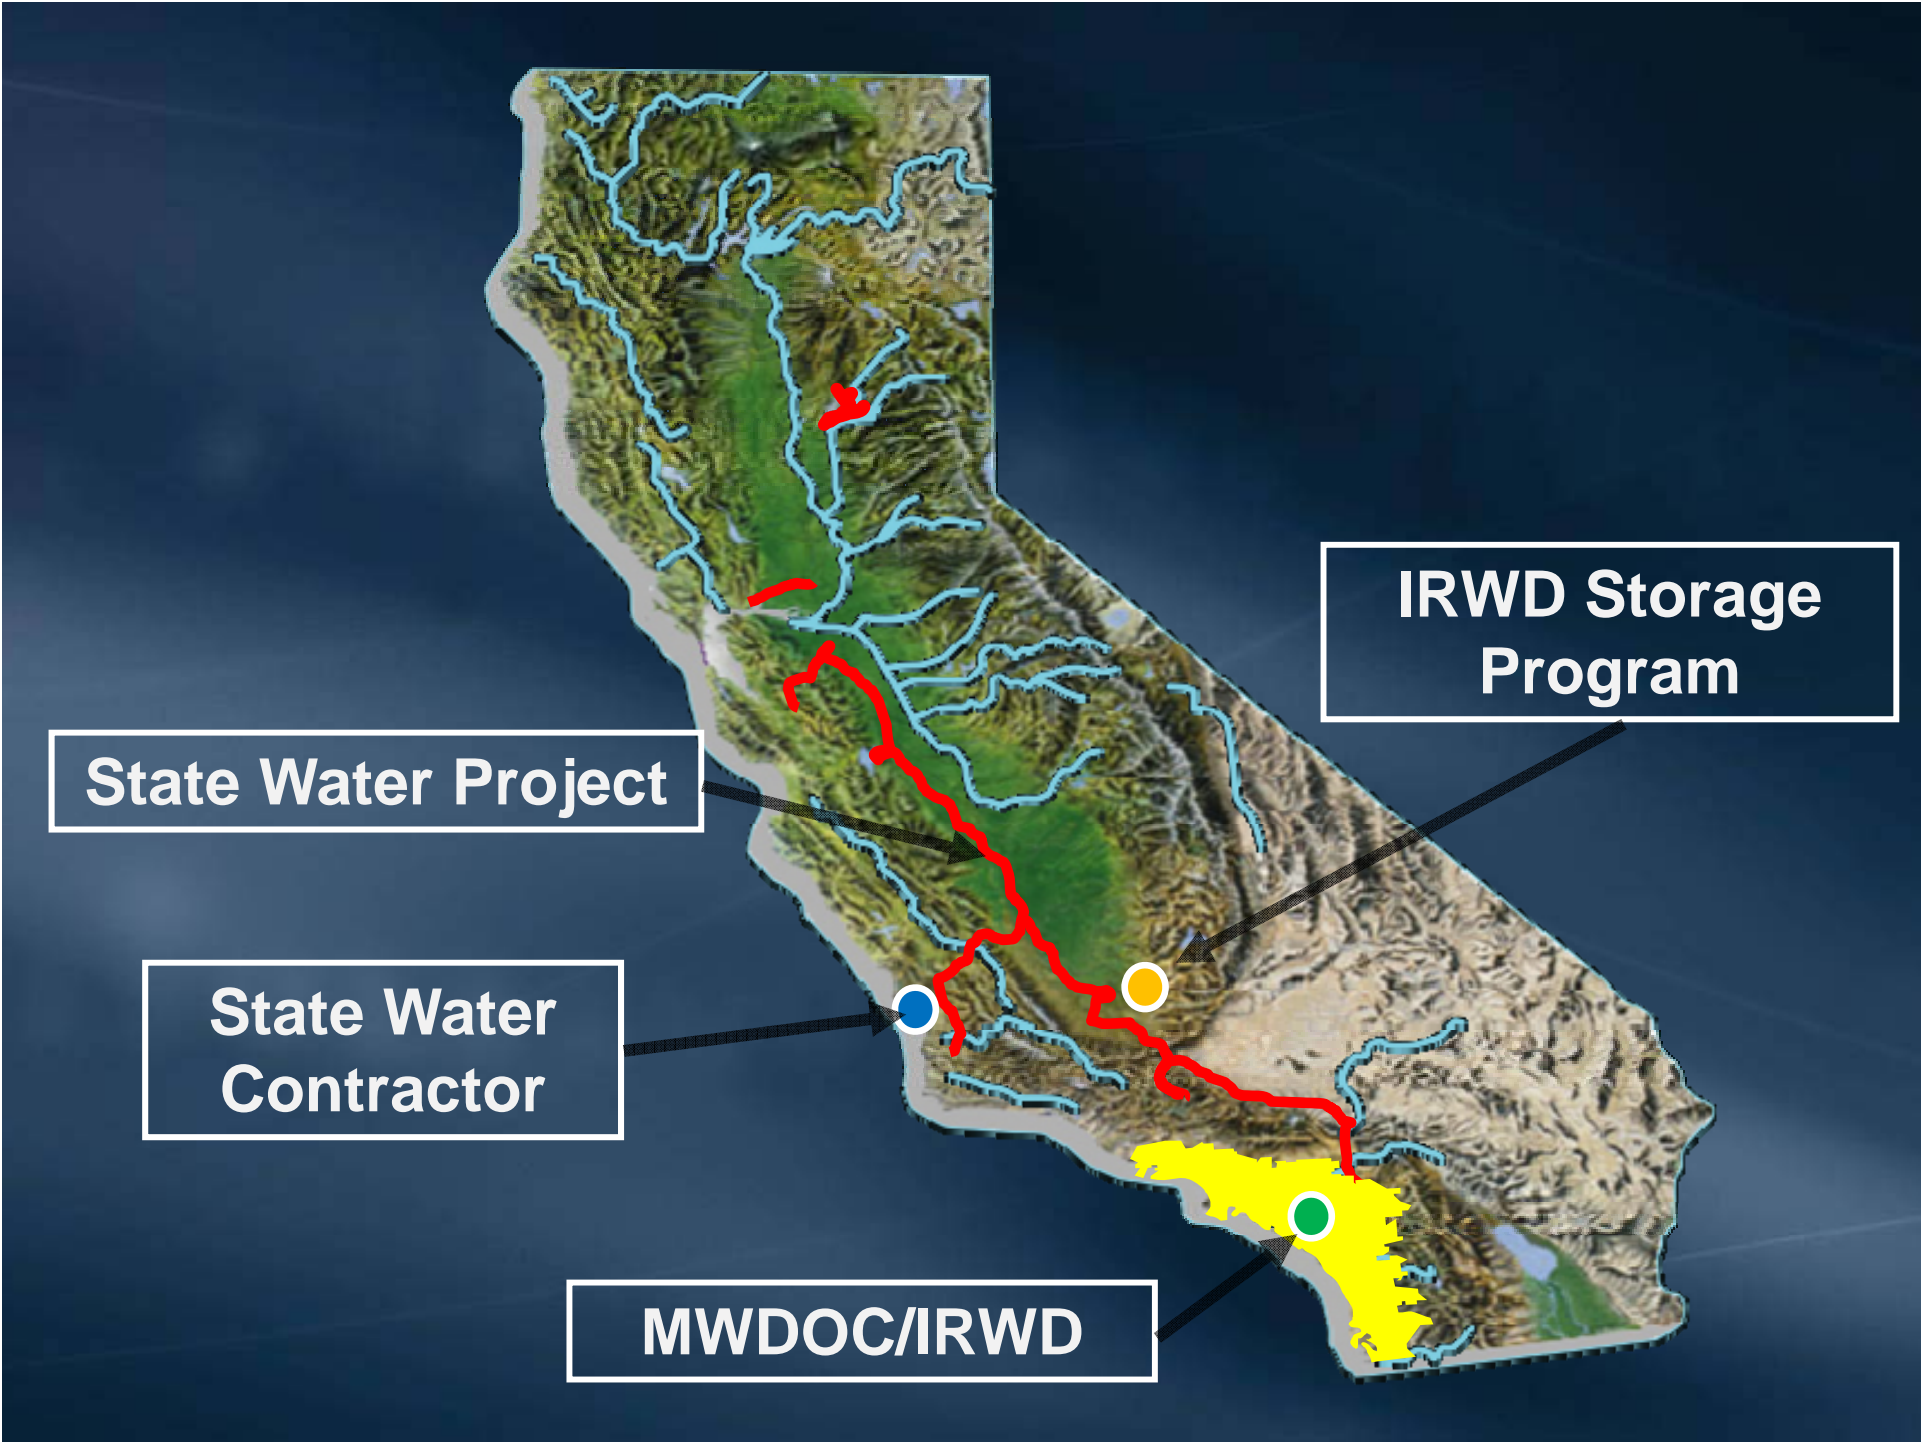 IRWD Storage
Program
State Water Project
State Water
Contractor
MWDOC/IRWD